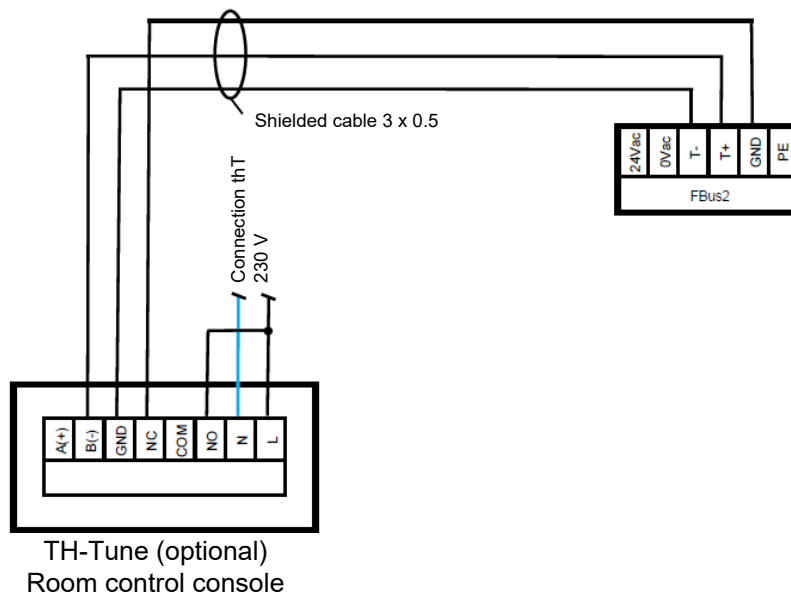 Shielded cable 3 x 0.5
24Vac
0Vac
T-
T+
GND
PE
FBus2
Connection thT
230 V
A(+)
B(-)
GND
NC
COM
NO
N
L
TH-Tune (optional)
Room control console